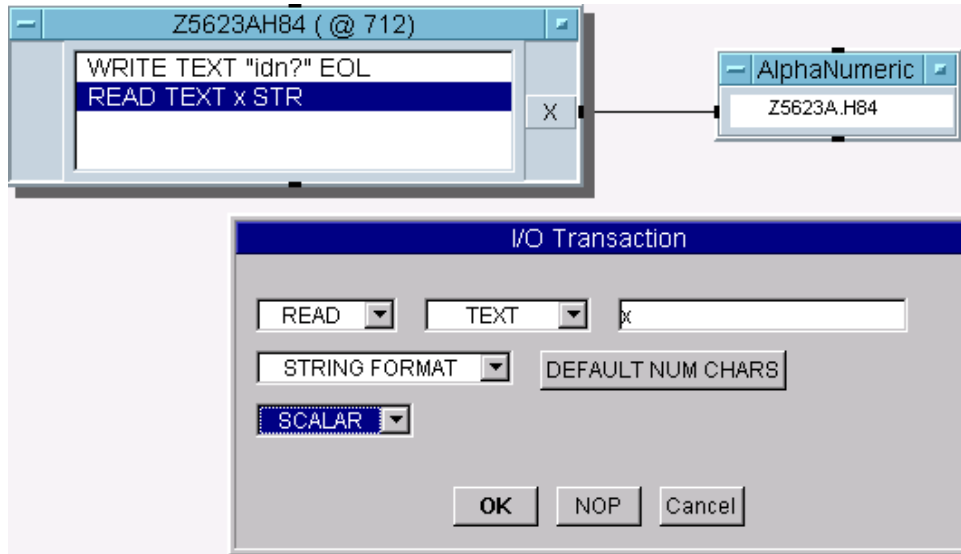 Z5623AH84 ( @ 712)
WRITE TEXT "idn?" EOL
READ TEXT x STR
X
AlphaNumeric
Z5623A.H84
I/O Transaction
READ TEXT x
STRING FORMAT DEFAULT NUM CHARS
SCALAR
OK NOP Cancel